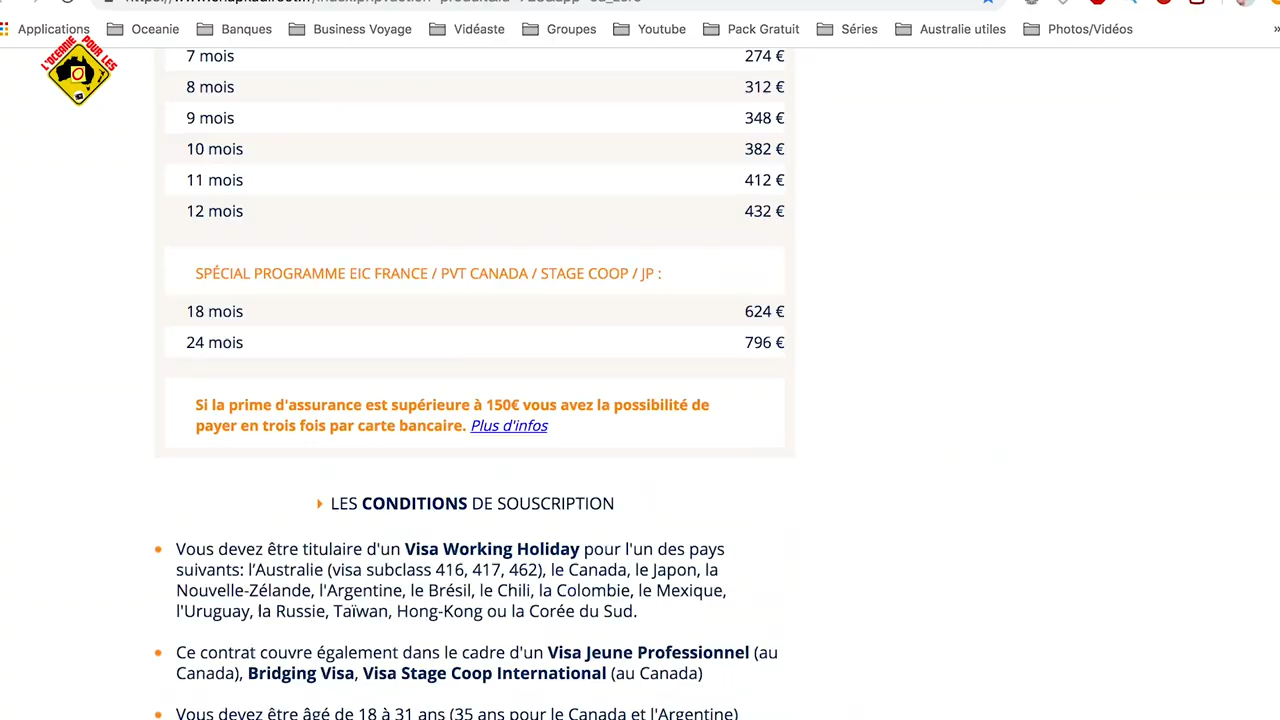 Applications Oceanie Banques Business Voyage Vidéaste Groupes Youtube Pack Gratuit Séries Australie utiles Photos/Vidéos »
L'OCEANIE POUR LES
7 mois 274 €
8 mois 312 €
9 mois 348 €
10 mois 382 €
11 mois 412 €
12 mois 432 €
SPÉCIAL PROGRAMME EIC FRANCE / PVT CANADA / STAGE COOP / JP :
18 mois 624 €
24 mois 796 €
Si la prime d'assurance est supérieure à 150€ vous avez la possibilité de
payer en trois fois par carte bancaire. Plus d'infos
LES CONDITIONS DE SOUSCRIPTION
Vous devez être titulaire d'un Visa Working Holiday pour l'un des pays
suivants: l’Australie (visa subclass 416, 417, 462), le Canada, le Japon, la
Nouvelle-Zélande, l'Argentine, le Brésil, le Chili, la Colombie, le Mexique,
l'Uruguay, la Russie, Taïwan, Hong-Kong ou la Corée du Sud.
Ce contrat couvre également dans le cadre d'un Visa Jeune Professionnel (au
Canada), Bridging Visa, Visa Stage Coop International (au Canada)
Vous devez être âgé de 18 à 31 ans (35 ans pour le Canada et l'Argentine)